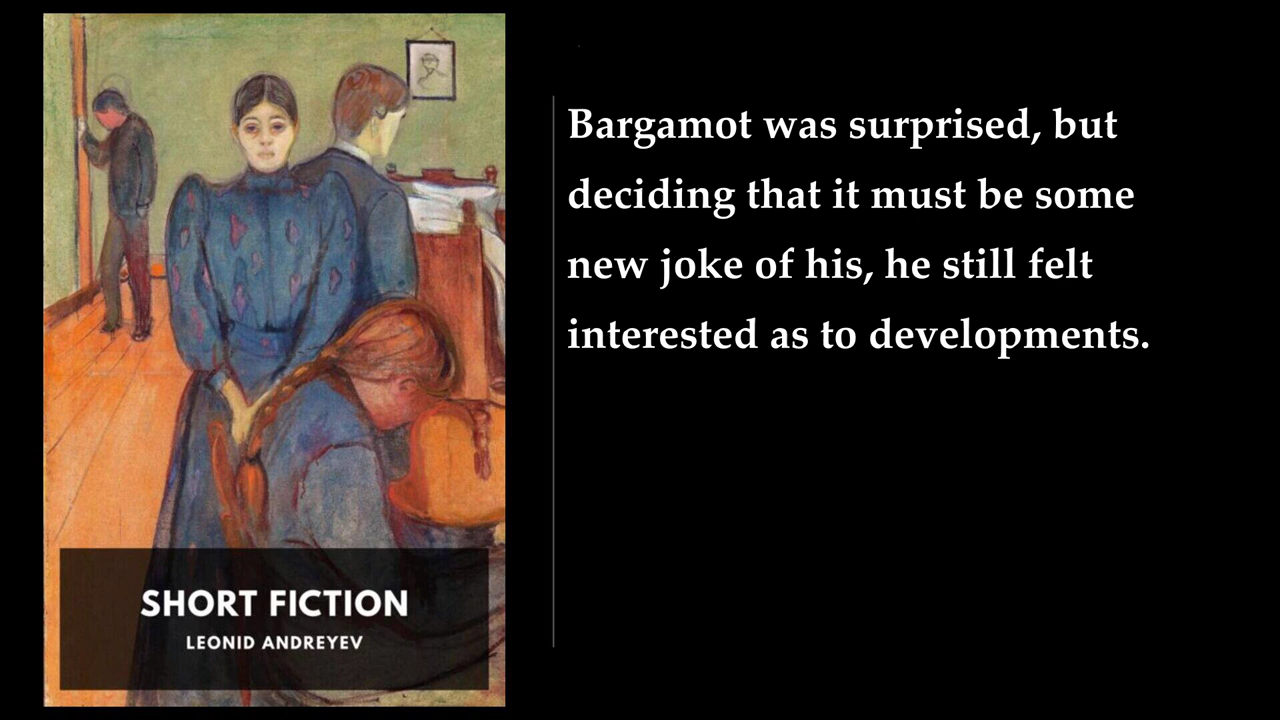 Bargamot was surprised, but
deciding that it must be some
new joke of his, he still felt
interested as to developments.
SHORT FICTION
LEONID ANDREYEV